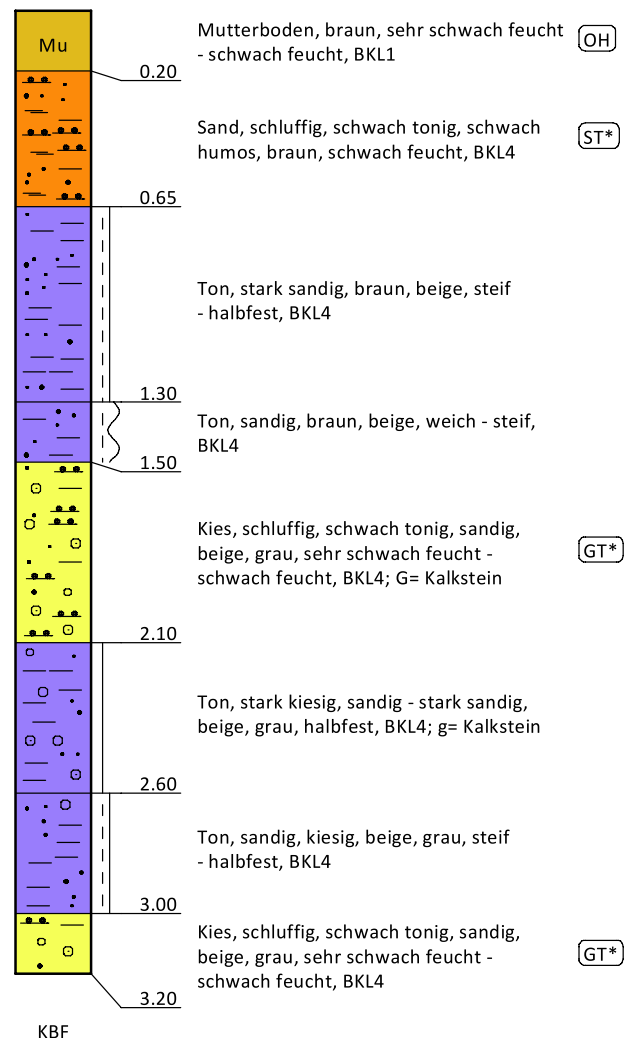 Mu
Mutterboden, braun, sehr schwach feucht
- schwach feucht, BKL1
OH
0.20
Sand, schluffig, schwach tonig, schwach
humos, braun, schwach feucht, BKL4
ST*
0.65
Ton, stark sandig, braun, beige, steif
- halbfest, BKL4
1.30
Ton, sandig, braun, beige, weich - steif,
BKL4
1.50
Kies, schluffig, schwach tonig, sandig,
beige, grau, sehr schwach feucht -
schwach feucht, BKL4; G= Kalkstein
GT*
2.10
Ton, stark kiesig, sandig - stark sandig,
beige, grau, halbfest, BKL4; g= Kalkstein
2.60
Ton, sandig, kiesig, beige, grau, steif
- halbfest, BKL4
3.00
Kies, schluffig, schwach tonig, sandig,
beige, grau, sehr schwach feucht -
schwach feucht, BKL4
GT*
3.20
KBF